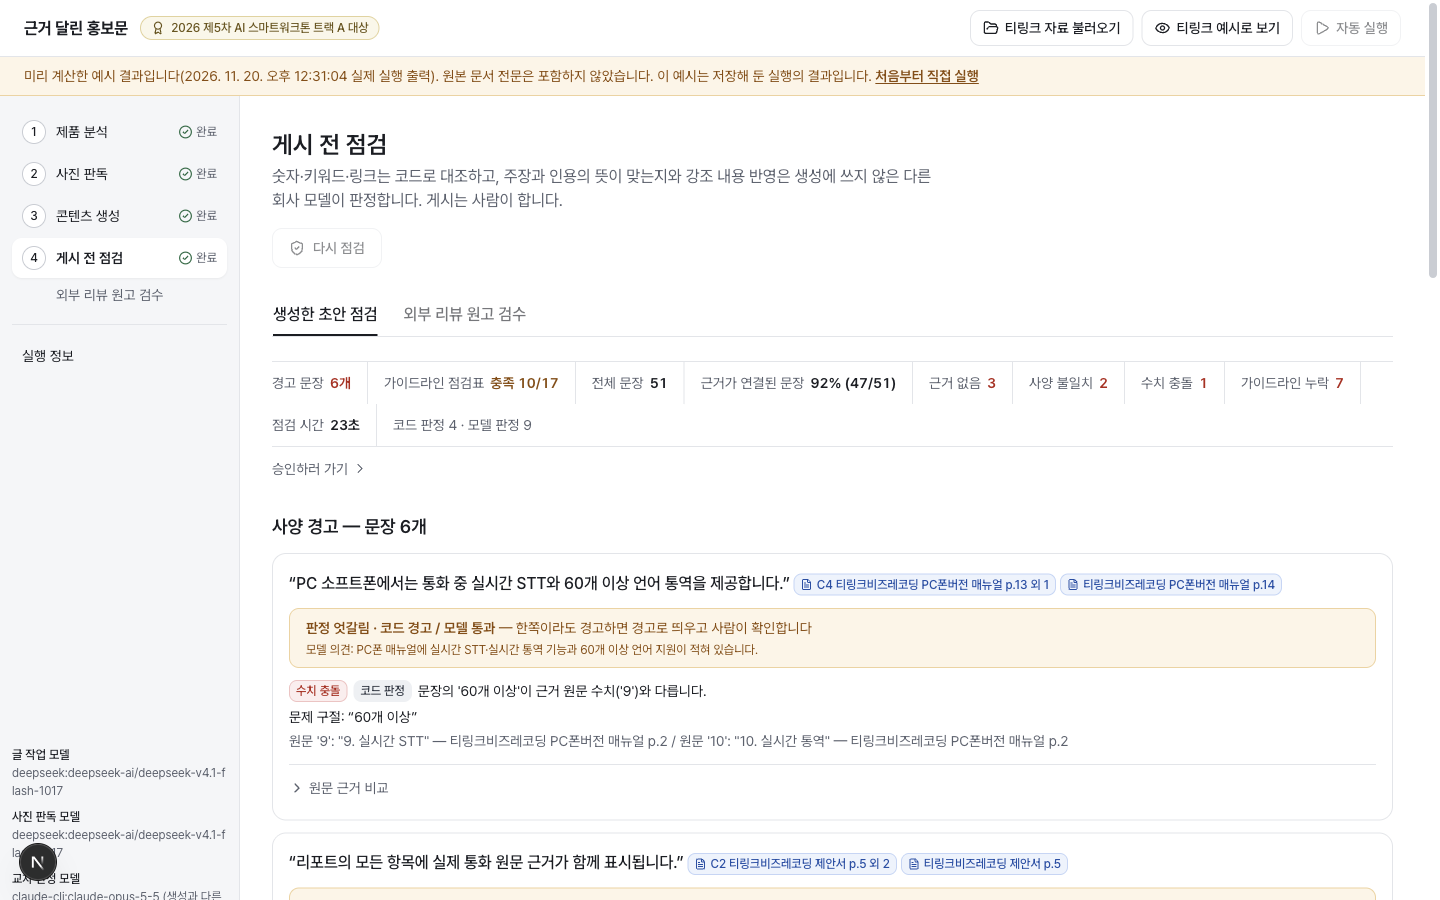 근거 달린 홍보문
2026 제5차 AI 스마트워크톤 트랙 A 대상
티링크 자료 불러오기
티링크 예시로 보기
자동 실행
미리 계산한 예시 결과입니다(2026. 11. 20. 오후 12:31:04 실제 실행 출력). 원본 문서 전문은 포함하지 않았습니다. 이 예시는 저장해 둔 실행의 결과입니다. 처음부터 직접 실행
1 제품 분석 완료
2 사진 판독 완료
3 콘텐츠 생성 완료
4 게시 전 점검 완료
외부 리뷰 원고 검수
실행 정보
글 작업 모델
deepseek:deepseek-ai/deepseek-v4.1-f
lash-1017
사진 판독 모델
deepseek:deepseek-ai/deepseek-v4.1-f
N
모델
claude-cli:claude-opus-5-5 (생성과 다른
게시 전 점검
숫자·키워드·링크는 코드로 대조하고, 주장과 인용의 뜻이 맞는지와 강조 내용 반영은 생성에 쓰지 않은 다른
회사 모델이 판정합니다. 게시는 사람이 합니다.
다시 점검
생성한 초안 점검
외부 리뷰 원고 검수
경고 문장 6개
가이드라인 점검표 충족 10/17
전체 문장 51
근거가 연결된 문장 92% (47/51)
근거 없음 3
사양 불일치 2
수치 충돌 1
가이드라인 누락 7
점검 시간 23초
코드 판정 4 · 모델 판정 9
승인하러 가기
사양 경고 — 문장 6개
“PC 소프트폰에서는 통화 중 실시간 STT와 60개 이상 언어 통역을 제공합니다.” C4 티링크비즈레코딩 PC폰버전 매뉴얼 p.13 외 1 티링크비즈레코딩 PC폰버전 매뉴얼 p.14
판정 엇갈림 · 코드 경고 / 모델 통과 — 한쪽이라도 경고하면 경고로 띄우고 사람이 확인합니다
모델 의견: PC폰 매뉴얼에 실시간 STT·실시간 통역 기능과 60개 이상 언어 지원이 적혀 있습니다.
수치 충돌 코드 판정 문장의 '60개 이상'이 근거 원문 수치('9')와 다릅니다.
문제 구절: “60개 이상”
원문 '9': "9. 실시간 STT" — 티링크비즈레코딩 PC폰버전 매뉴얼 p.2 / 원문 '10': "10. 실시간 통역" — 티링크비즈레코딩 PC폰버전 매뉴얼 p.2
원문 근거 비교
“리포트의 모든 항목에 실제 통화 원문 근거가 함께 표시됩니다.” C2 티링크비즈레코딩 제안서 p.5 외 2 티링크비즈레코딩 제안서 p.5